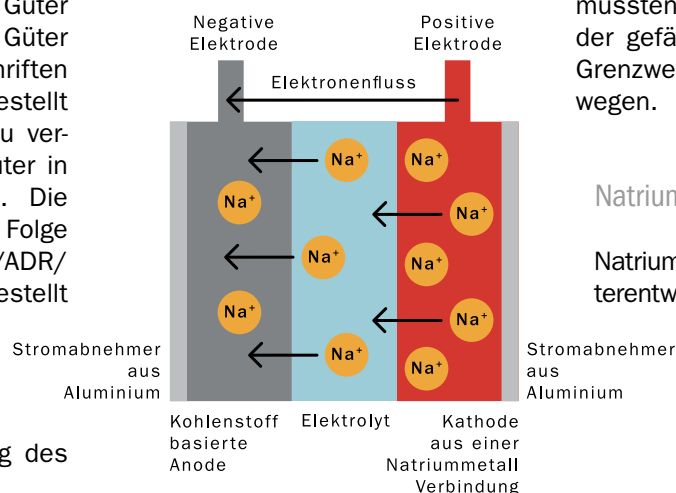 Güter
Güter
hriften
estellt
u ver-
uter in
. Die
Folge
/ADR/
estellt
g des
Negative
Elektrode
Positive
Elektrode
Elektronenfluss
Na⁺
Na⁺
Na⁺
Na⁺
Na⁺
Na⁺
Na⁺
Na⁺
Na⁺
Na⁺
Stromabnehmer
aus
Aluminium
Stromabnehmer
aus
Aluminium
Kohlenstoff
basierte
Anode
Elektrolyt
Kathode
aus einer
Natriummetall
Verbindung
mussten
der gefä
Grenzwe
wegen.
Natrium
Natrium
terentw